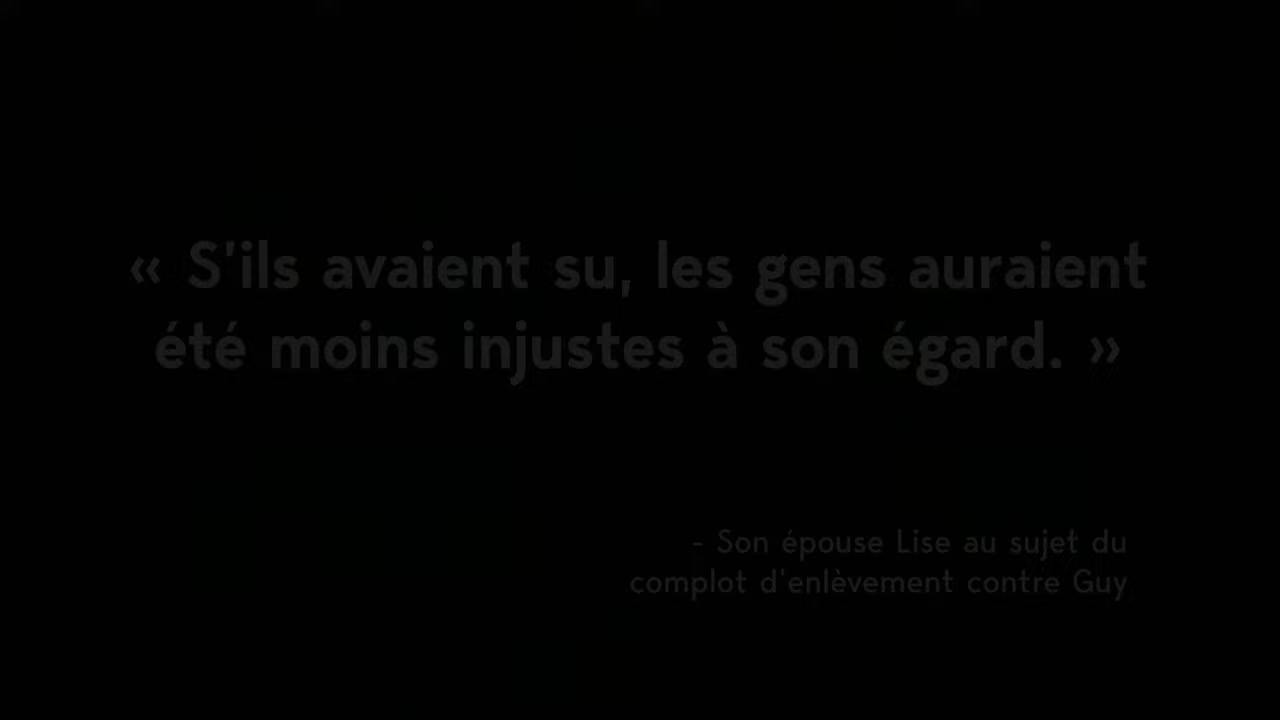 « S'ils avaient su, les gens auraient
été moins injustes à son égard. »
- Son épouse Lise au sujet du
complot d'enlèvement contre Guy